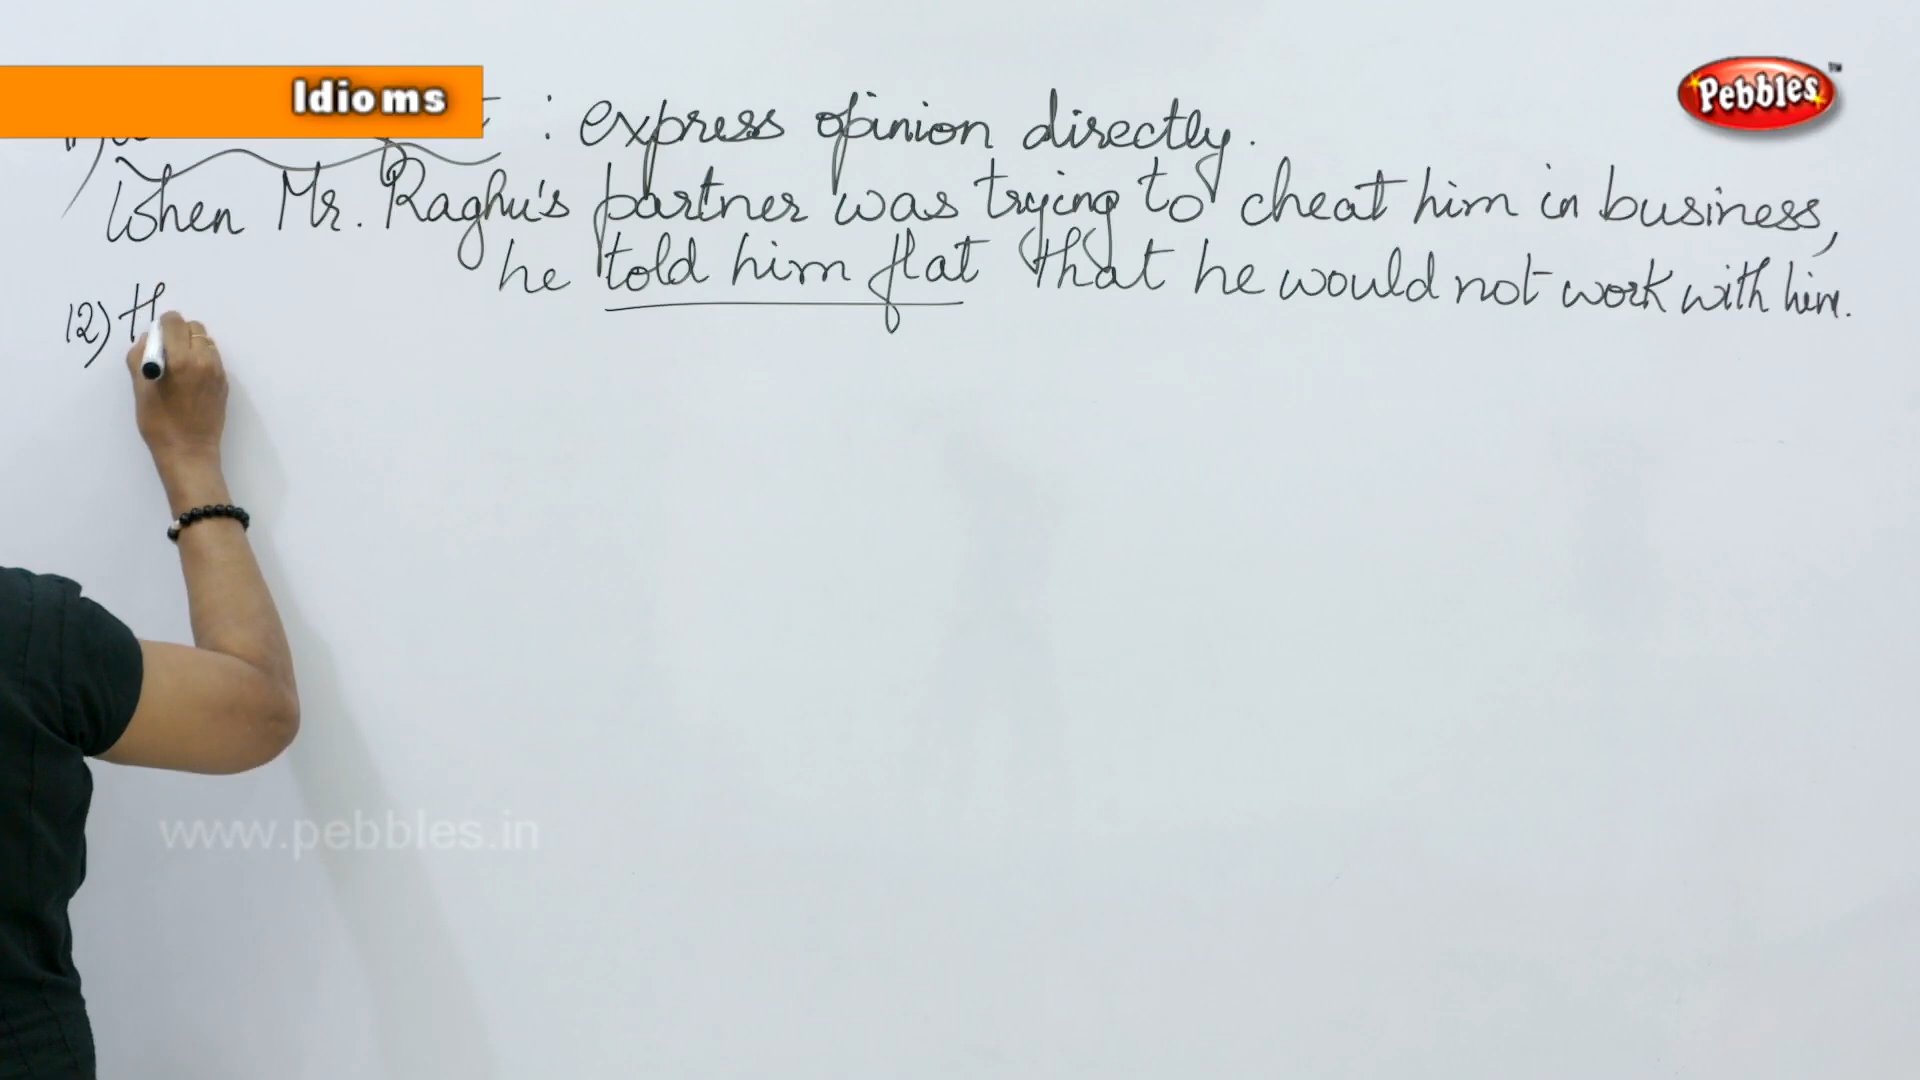 Idioms
Pebbles TM
: express opinion directly.
When Mr. Raghu's partner was trying to cheat him in business,
he told him flat that he would not work with him.
12) H
www.pebbles.in